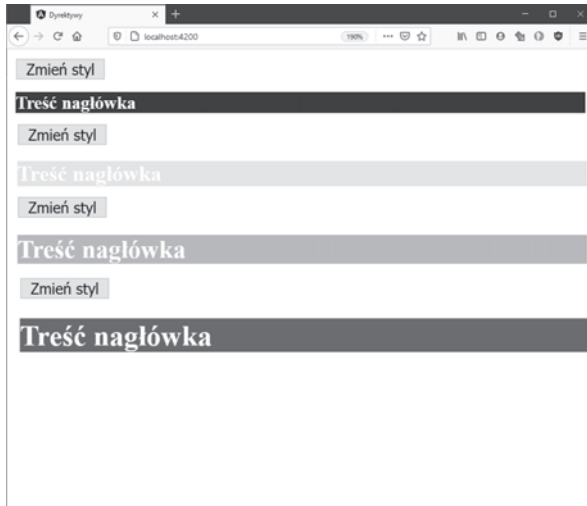 Dyrektywy
localhost:4200
190%
Zmień styl
Treść nagłówka
Zmień styl
Treść nagłówka
Zmień styl
Treść nagłówka
Zmień styl
Treść nagłówka